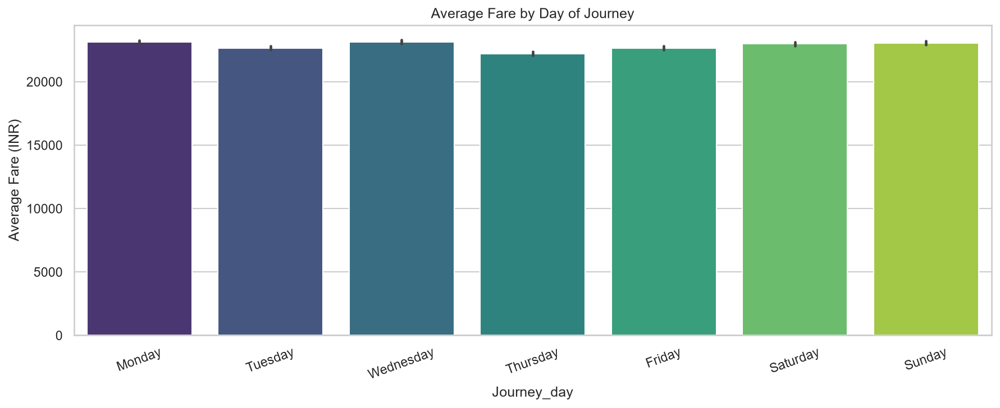 Average Fare by Day of Journey
Average Fare (INR)
20000
15000
10000
5000
0
Monday
Tuesday
Wednesday
Thursday
Friday
Saturday
Sunday
Journey_day